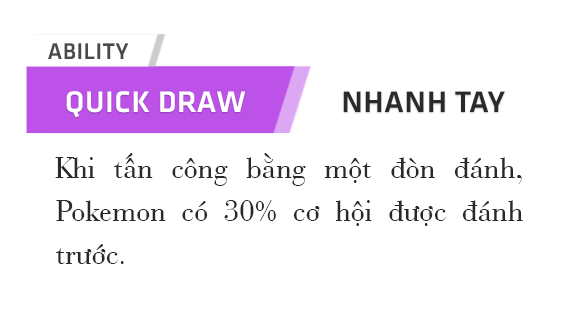 ABILITY
QUICK DRAW
NHANH TAY
Khi tấn công bằng một đòn đánh,
Pokemon có 30% cơ hội được đánh
trước.